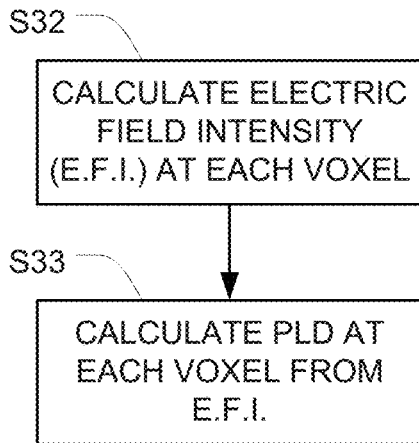 S32
CALCULATE ELECTRIC
FIELD INTENSITY
(E.F.I.) AT EACH VOXEL
S33
CALCULATE PLD AT
EACH VOXEL FROM
E.F.I.